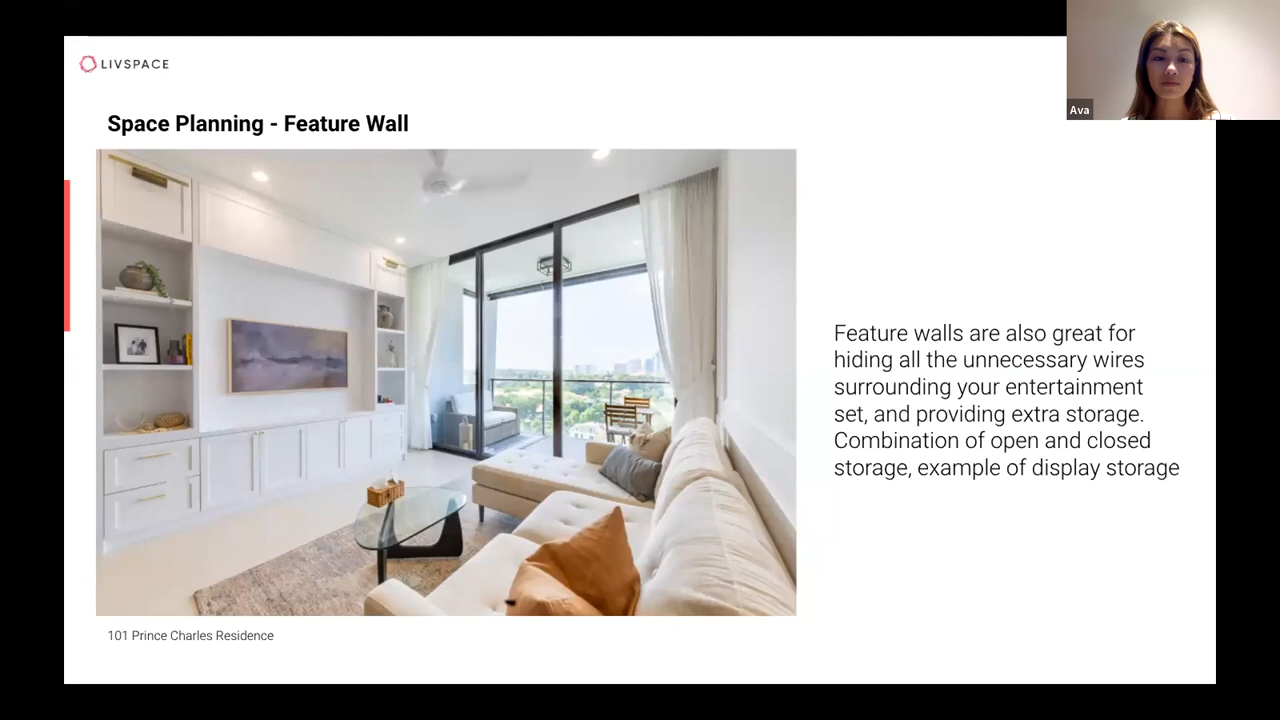 LIVSPACE
Ava
Space Planning - Feature Wall
Feature walls are also great for
hiding all the unnecessary wires
surrounding your entertainment
set, and providing extra storage.
Combination of open and closed
storage, example of display storage
101 Prince Charles Residence